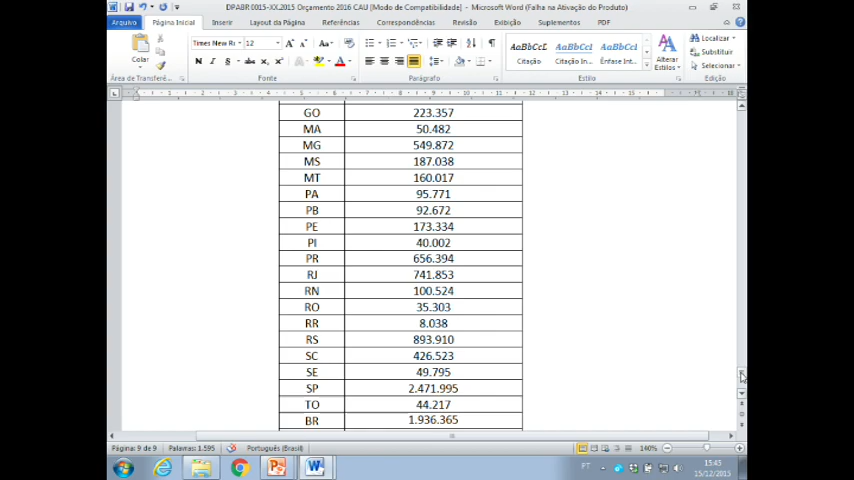 DPABR 0015-XX.2015 Orçamento 2016 CAU [Modo de Compatibilidade] - Microsoft Word (Falha na Ativação do Produto)
Arquivo Página Inicial Inserir Layout da Página Referências Correspondências Revisão Exibição Suplementos PDF
Times New Ro 12 Aa
Localizar
Substituir
Selecionar
Colar
N I S abc x₂ x² A
AaBbCcL AaBbCcI AaBbCcI
Citação Citação In... Ênfase Int...
Alterar
Estilos
Área de Transferê... Fonte Parágrafo Estilo Edição
GO 223.357
MA 50.482
MG 549.872
MS 187.038
MT 160.017
PA 95.771
PB 92.672
PE 173.334
PI 40.002
PR 656.394
RJ 741.853
RN 100.524
RO 35.303
RR 8.038
RS 893.910
SC 426.523
SE 49.795
SP 2.471.995
TO 44.217
BR 1.936.365
Página: 9 de 9 Palavras: 1.595 Português (Brasil) 140%
PT 15:45
15/12/2015